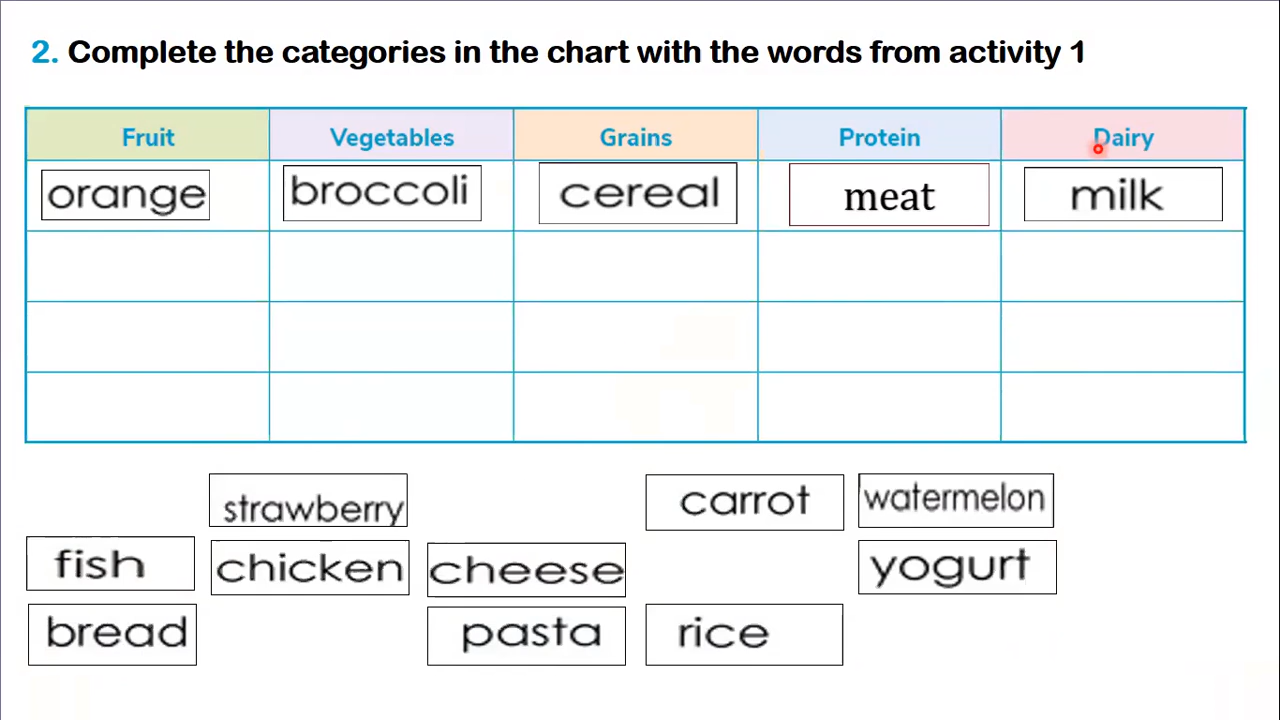 2. Complete the categories in the chart with the words from activity 1
Fruit Vegetables Grains Protein Dairy
orange broccoli cereal meat milk
strawberry carrot watermelon
fish chicken cheese yogurt
bread pasta rice